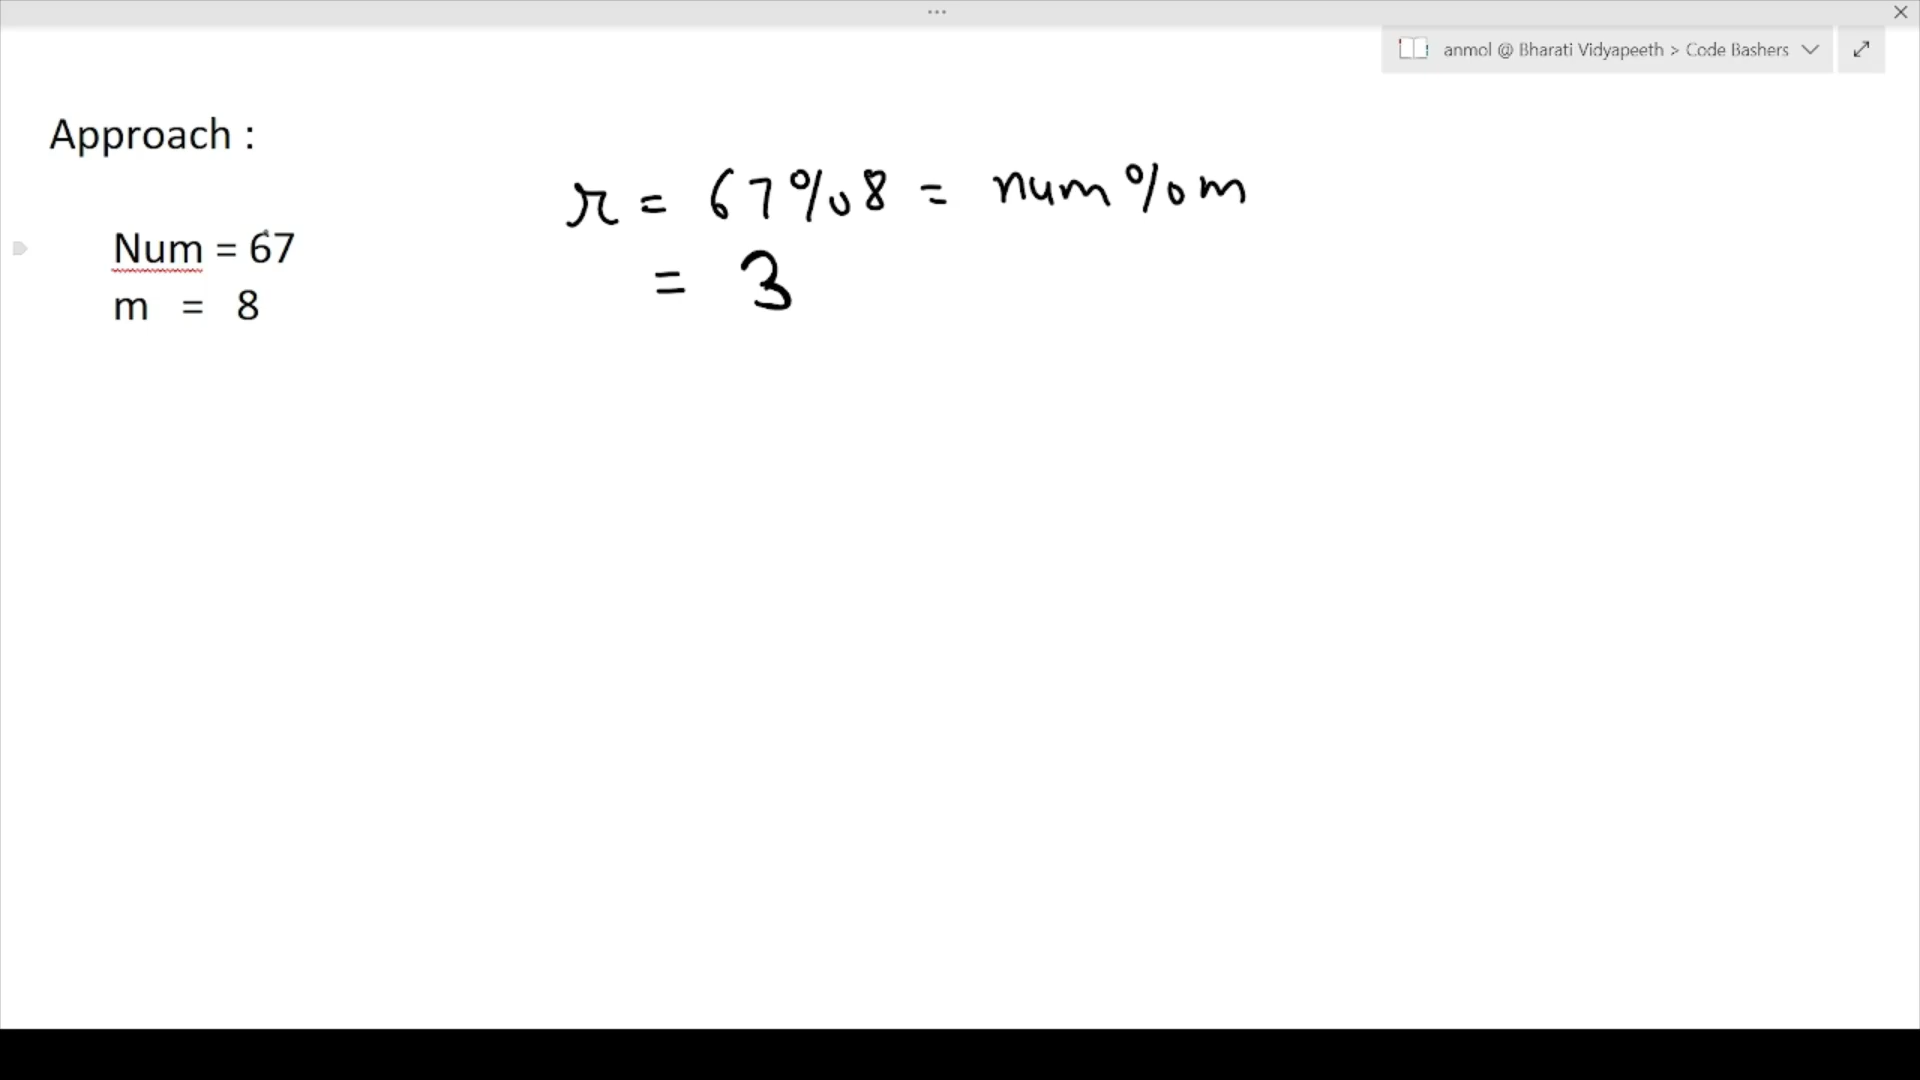 anmol @ Bharati Vidyapeeth > Code Bashers
Approach :
r = 67%8 = num%m
= 3
Num = 67
m = 8